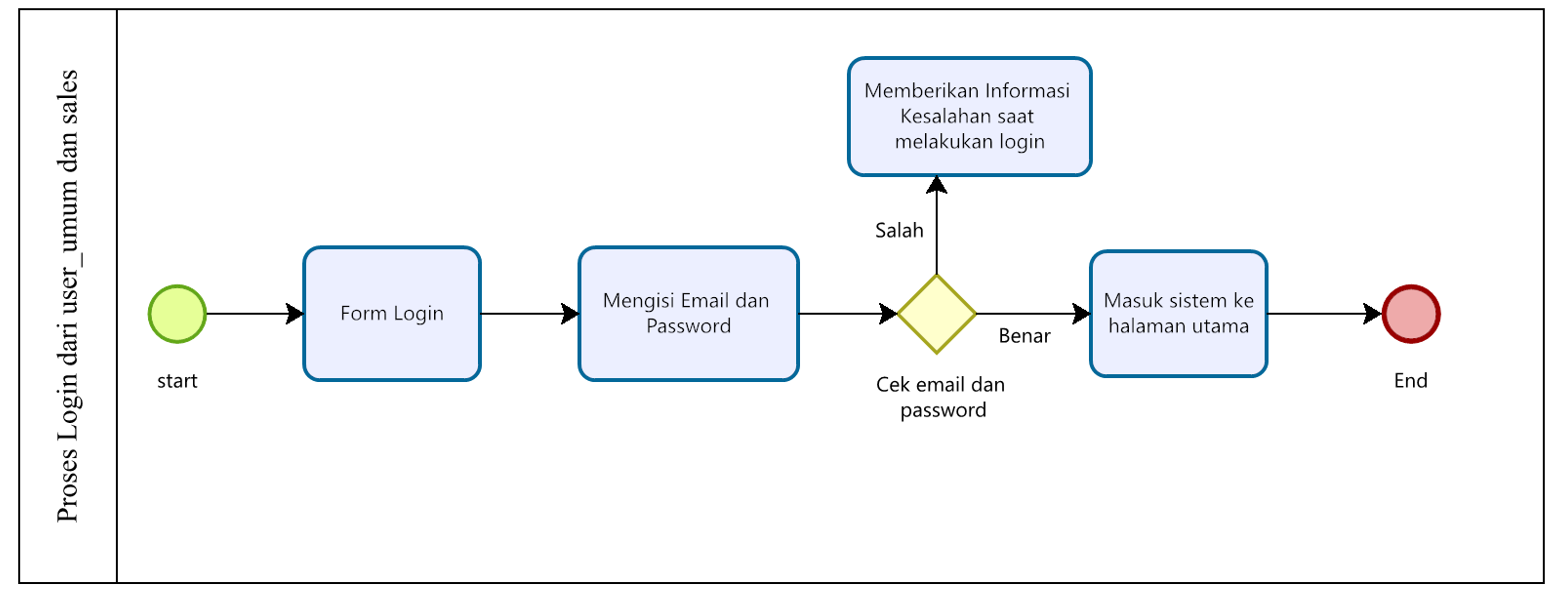 Proses Login dari user_umum dan sales
start
Form Login
Mengisi Email dan
Password
Cek email dan
password
Salah
Memberikan Informasi
Kesalahan saat
melakukan login
Benar
Masuk sistem ke
halaman utama
End